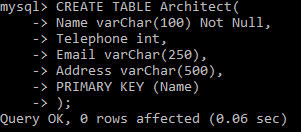 mysql> CREATE TABLE Architect(
-> Name varChar(100) Not Null,
-> Telephone int,
-> Email varChar(250),
-> Address varChar(500),
-> PRIMARY KEY (Name)
-> );
Query OK, 0 rows affected (0.06 sec)